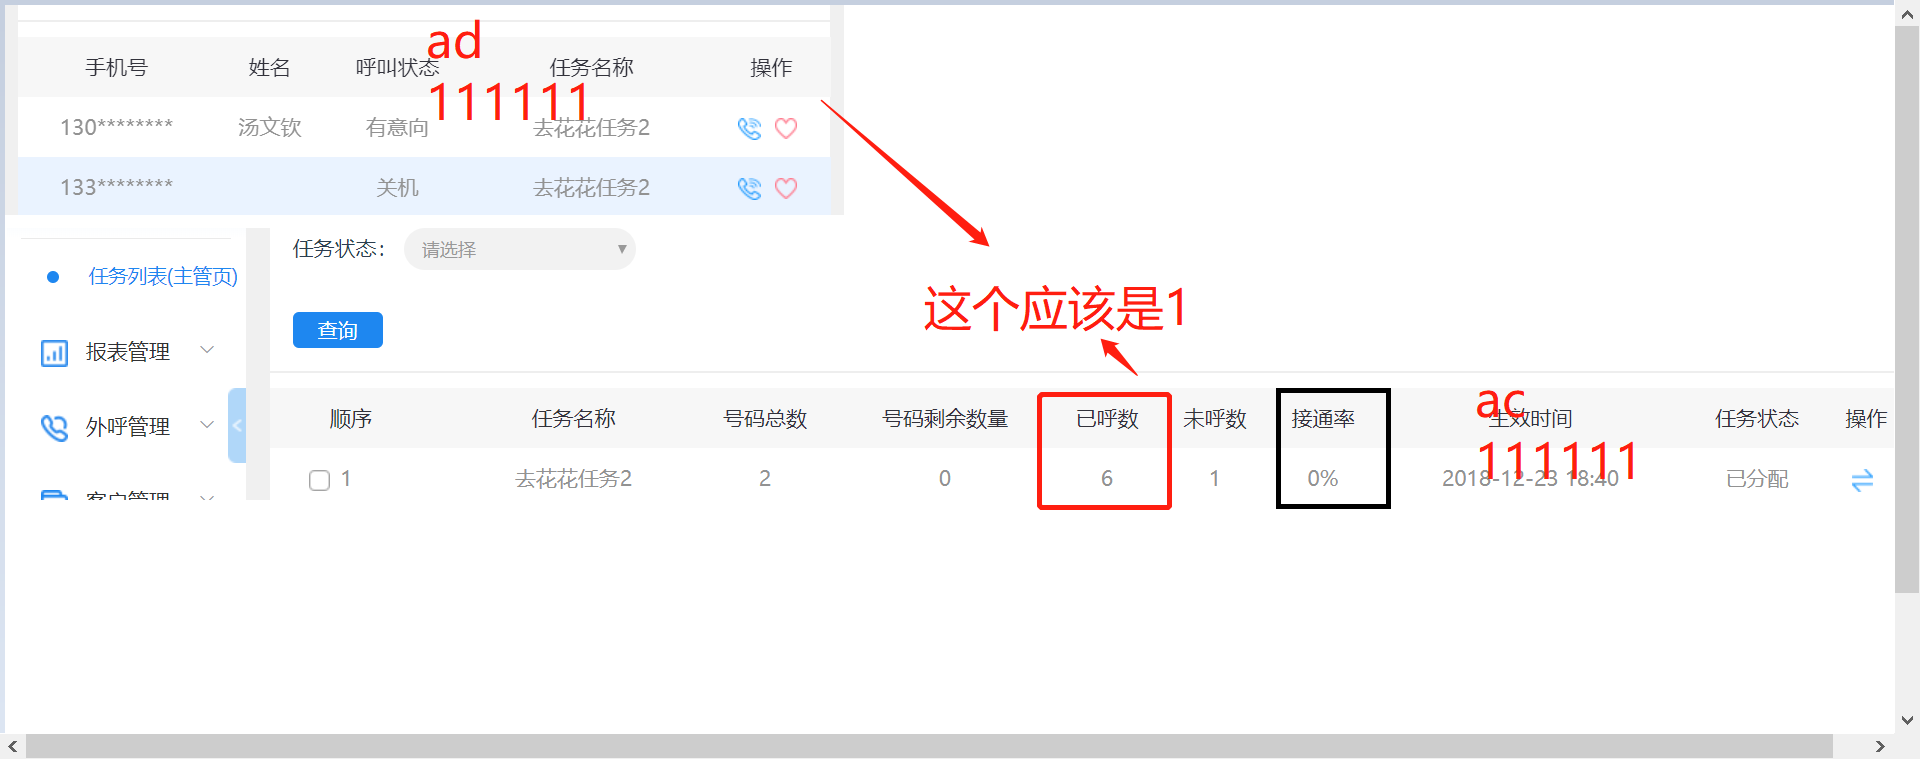 手机号 姓名 呼叫状态 任务名称 操作
ad
111111
130******** 汤文钦 有意向 去花花任务2
133******** 关机 去花花任务2
任务状态： 请选择
任务列表(主管页)
这个应该是1
查询
报表管理
外呼管理
客户管理
顺序 任务名称 号码总数 号码剩余数量 已呼数 未呼数 接通率 生效时间 任务状态 操作
ac
111111
1 去花花任务2 2 0 6 1 0% 2018-12-23 18:40 已分配